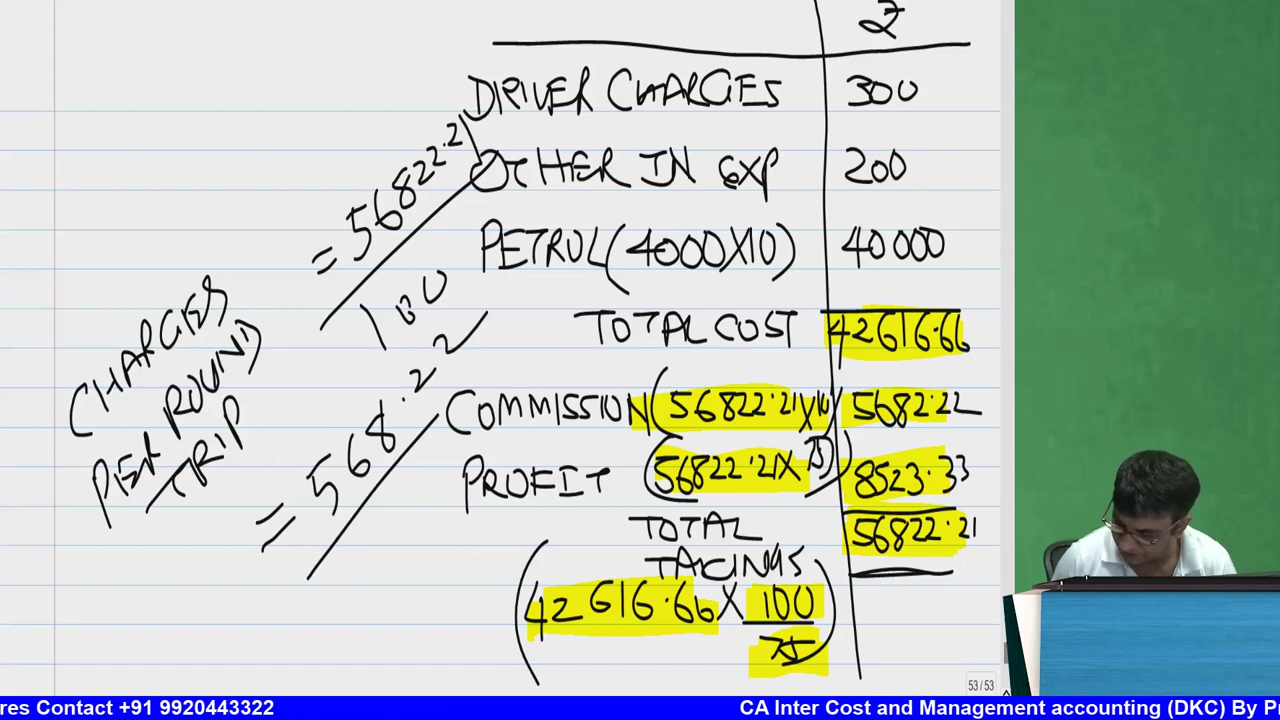 ₹
DRIVER CHARGES 300
OTHER IN EXP 200
PETROL (4000X10) 40000
TOTAL COST 42616.66
COMMISSION (56822.21X10) 5682.22
PROFIT (56822.21X15) 8523.33
TOTAL TAKINGS 56822.21
(42616.66 X 100
75)
CHARGES
PER ROUND
TRIP
= 56822.21
100
= 568.22
53 / 53
res Contact +91 9920443322
CA Inter Cost and Management accounting (DKC) By P